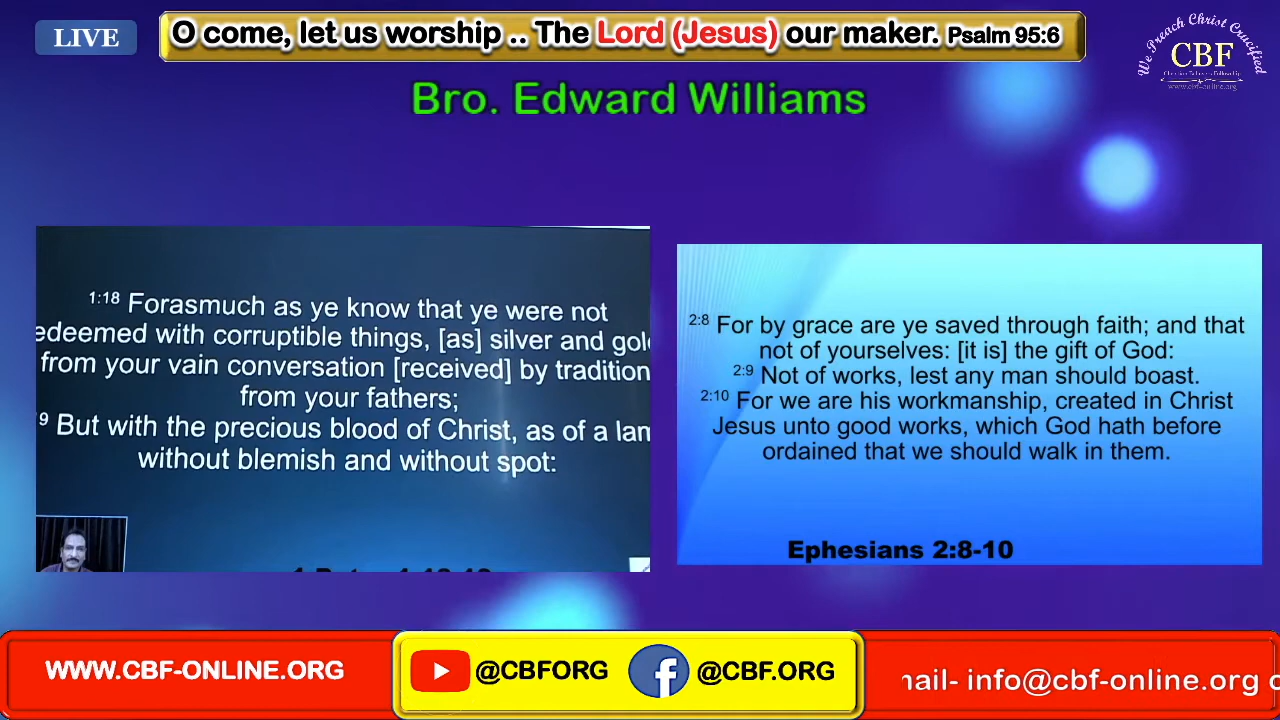 LIVE
O come, let us worship .. The Lord (Jesus) our maker. Psalm 95:6
We Preach Christ Crucified
CBF
Christian Believers Fellowship
www.cbf-online.org
Bro. Edward Williams
1:18 Forasmuch as ye know that ye were not
edeemed with corruptible things, [as] silver and gol
from your vain conversation [received] by tradition
from your fathers;
9 But with the precious blood of Christ, as of a lam
without blemish and without spot:
2:8 For by grace are ye saved through faith; and that
not of yourselves: [it is] the gift of God:
2:9 Not of works, lest any man should boast.
2:10 For we are his workmanship, created in Christ
Jesus unto good works, which God hath before
ordained that we should walk in them.
Ephesians 2:8-10
WWW.CBF-ONLINE.ORG
@CBFORG
@CBF.ORG
nail- info@cbf-online.org